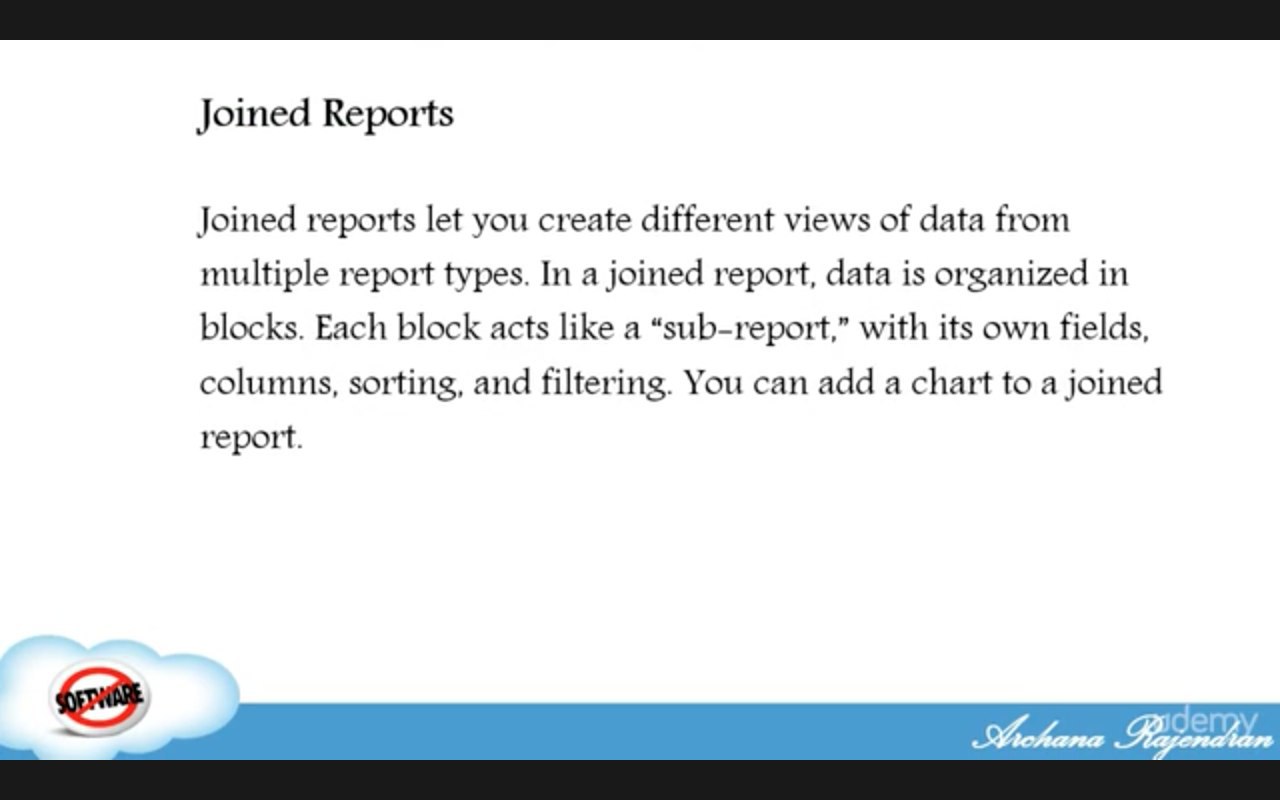 Joined Reports
Joined reports let you create different views of data from
multiple report types. In a joined report, data is organized in
blocks. Each block acts like a “sub-report,” with its own fields,
columns, sorting, and filtering. You can add a chart to a joined
report.
SOFTWARE
Archana Rajendran
udemy